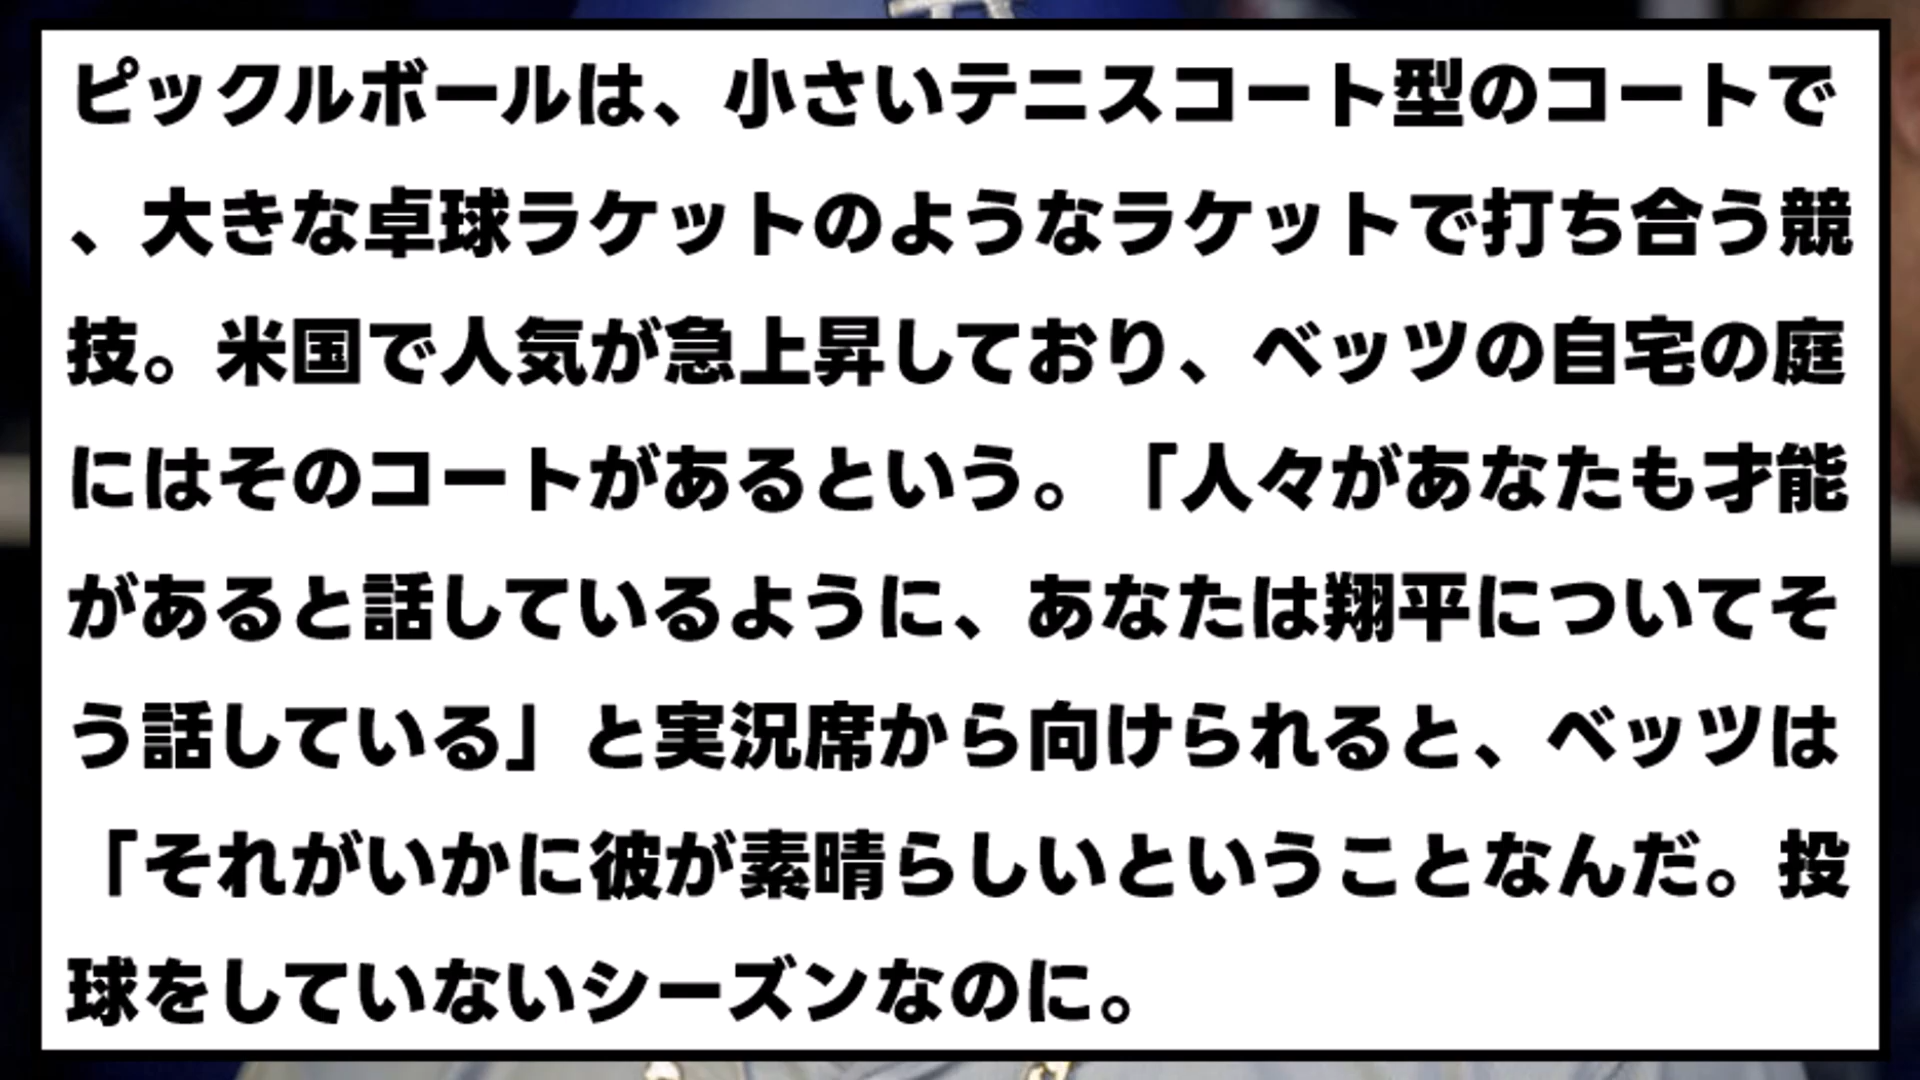 ピックルボールは、小さいテニスコート型のコートで
、大きな卓球ラケットのようなラケットで打ち合う競
技。米国で人気が急上昇しており、ベッツの自宅の庭
にはそのコートがあるという。「人々があなたも才能
があると話しているように、あなたは翔平についてそ
う話している」と実況席から向けられると、ベッツは
「それがいかに彼が素晴らしいということなんだ。投
球をしていないシーズンなのに。